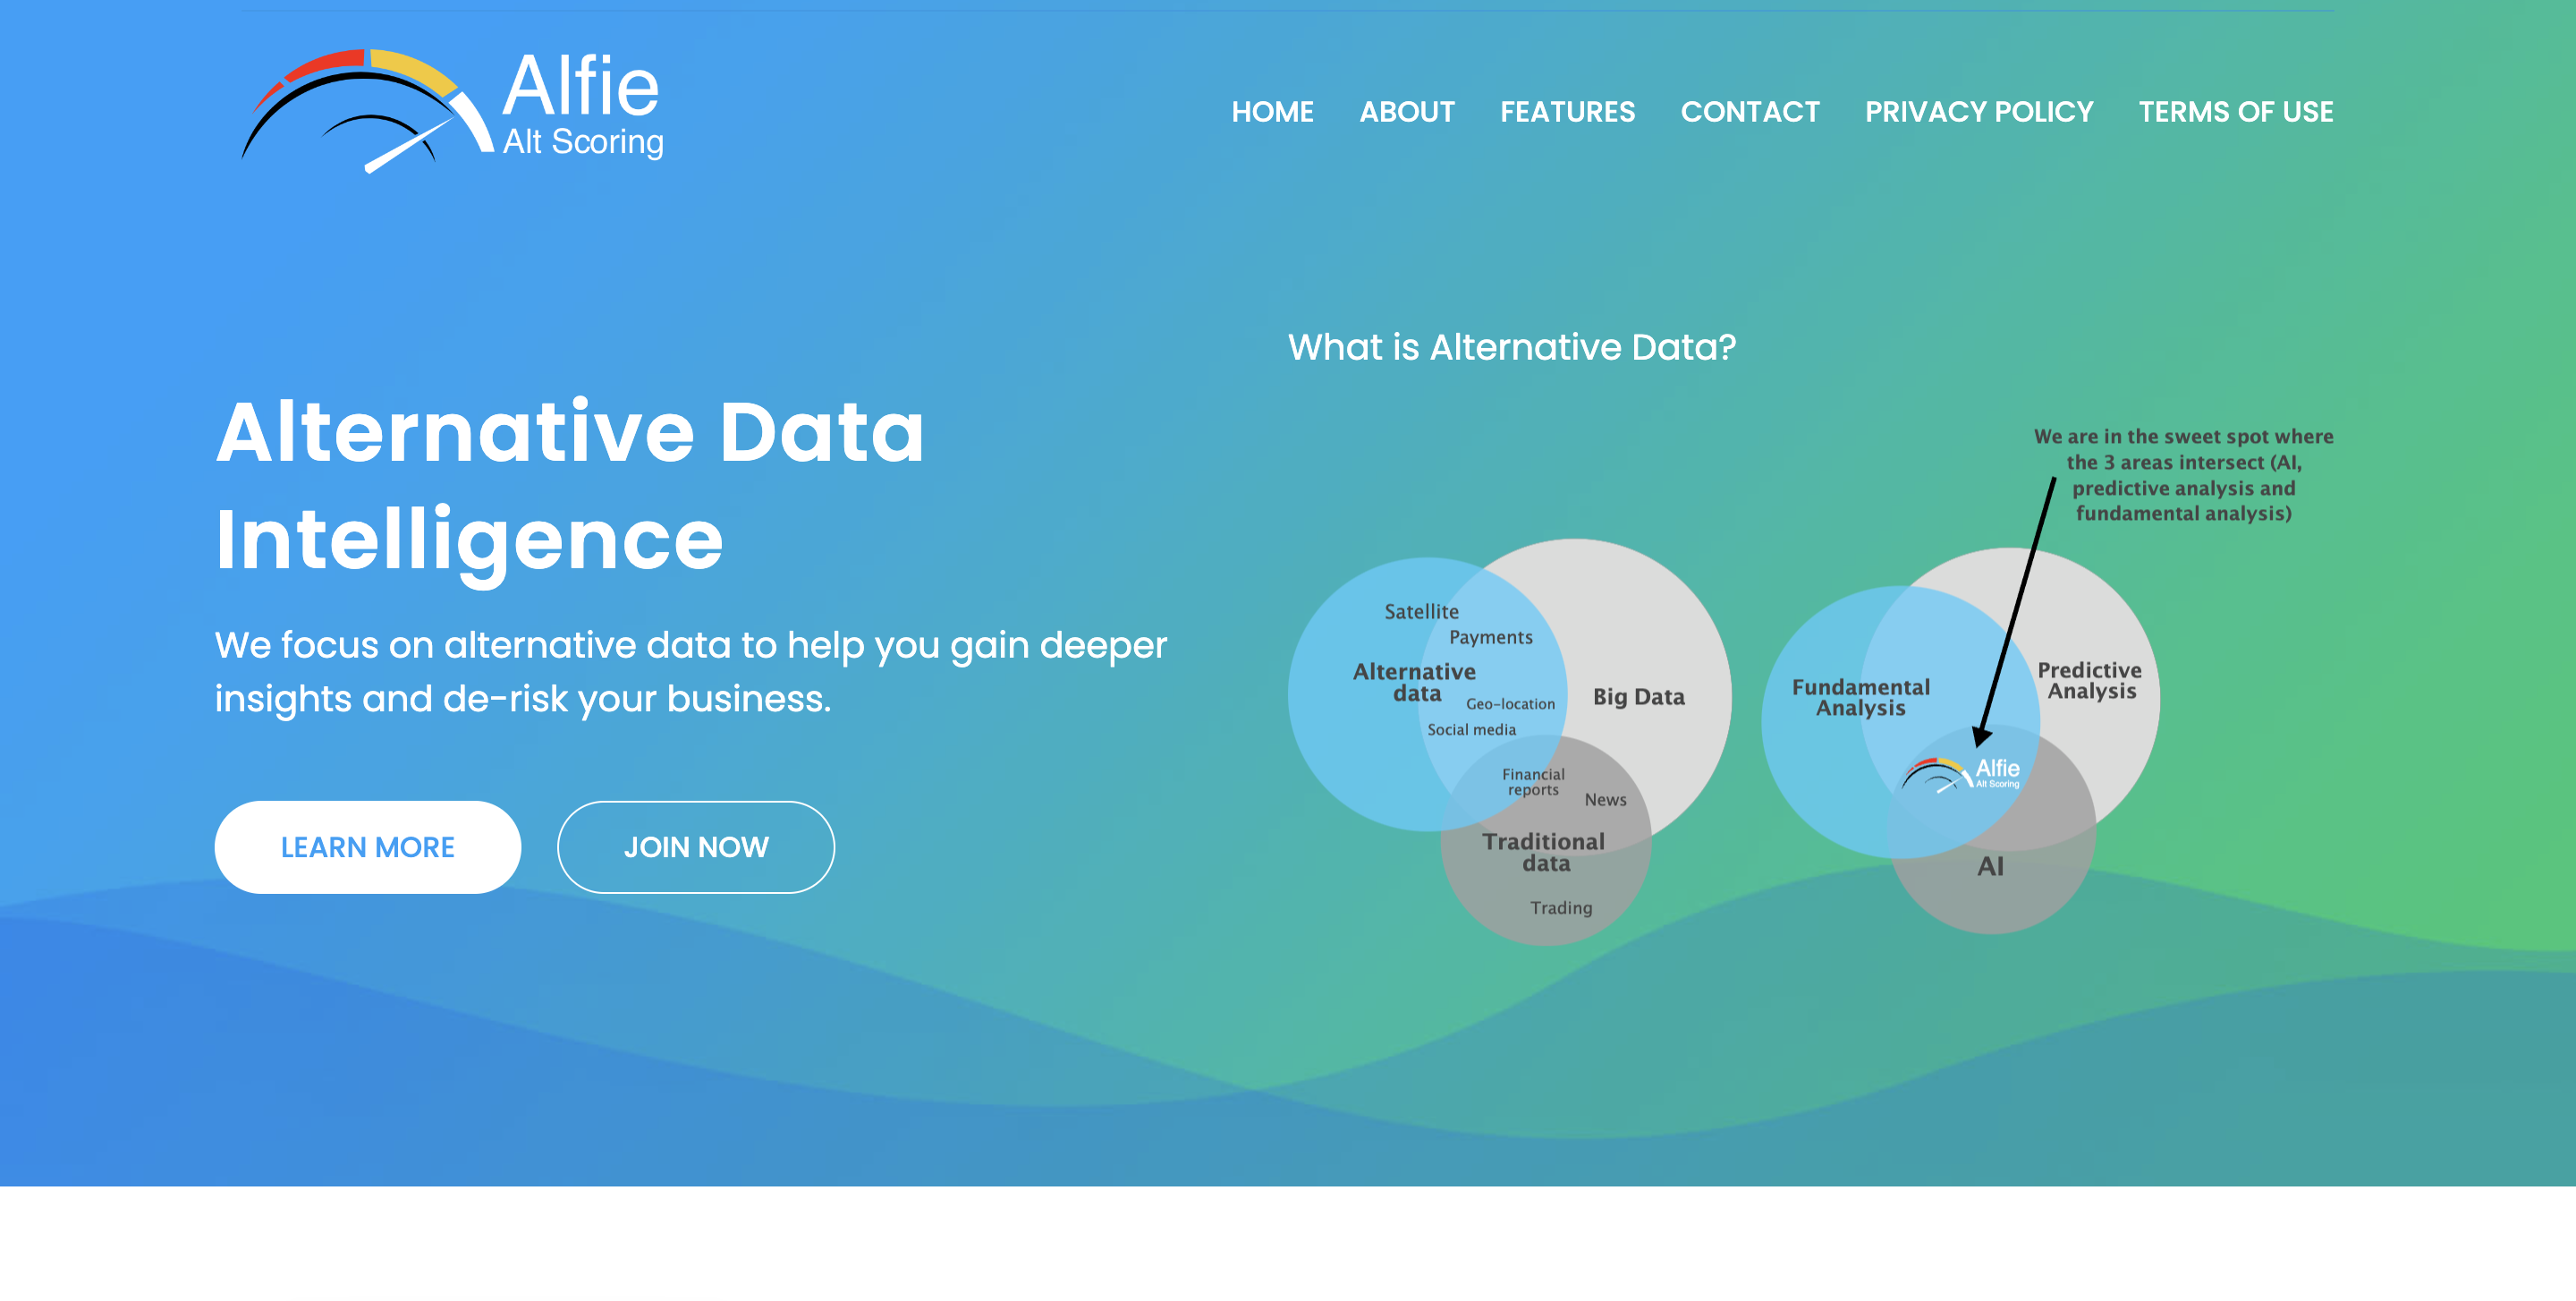 Alfie
Alt Scoring
HOME ABOUT FEATURES CONTACT PRIVACY POLICY TERMS OF USE
Alternative Data
Intelligence
We focus on alternative data to help you gain deeper
insights and de-risk your business.
LEARN MORE
JOIN NOW
What is Alternative Data?
We are in the sweet spot where
the 3 areas intersect (AI,
predictive analysis and
fundamental analysis)
Satellite
Payments
Alternative
data
Geo-location
Social media
Big Data
Financial
reports
News
Traditional
data
Trading
Fundamental
Analysis
Predictive
Analysis
Alfie
Alt Scoring
AI